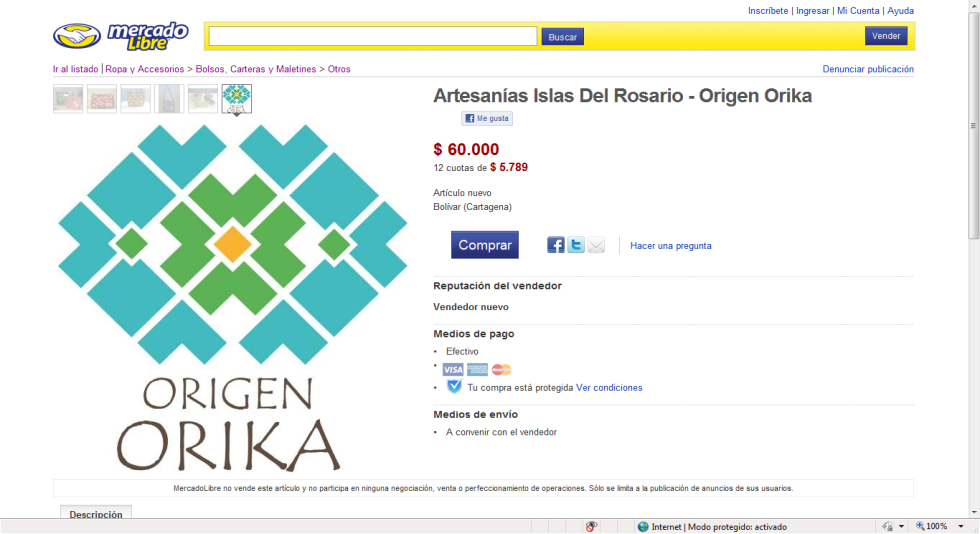 Inscríbete | Ingresar | Mi Cuenta | Ayuda
mercado
libre
Buscar
Vender
Ir al listado | Ropa y Accesorios > Bolsos, Carteras y Maletines > Otros
Denunciar publicación
Artesanías Islas Del Rosario - Origen Orika
Me gusta
$ 60.000
12 cuotas de $ 5.789
Artículo nuevo
Bolívar (Cartagena)
Comprar
Hacer una pregunta
Reputación del vendedor
Vendedor nuevo
Medios de pago
• Efectivo
• VISA
• Tu compra está protegida Ver condiciones
Medios de envío
• A convenir con el vendedor
ORIGEN
ORIKA
MercadoLibre no vende este artículo y no participa en ninguna negociación, venta o perfeccionamiento de operaciones. Sólo se limita a la publicación de anuncios de sus usuarios.
Descripción
Internet | Modo protegido: activado
100%